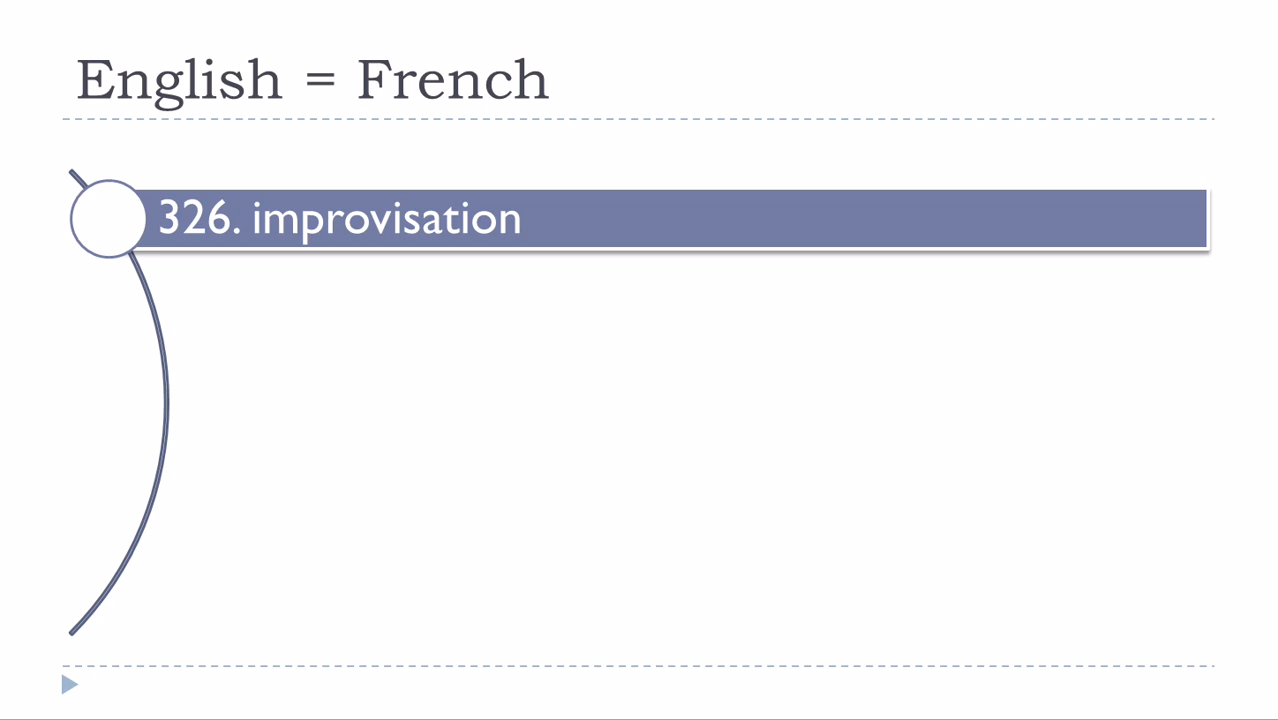 English = French
326. improvisation